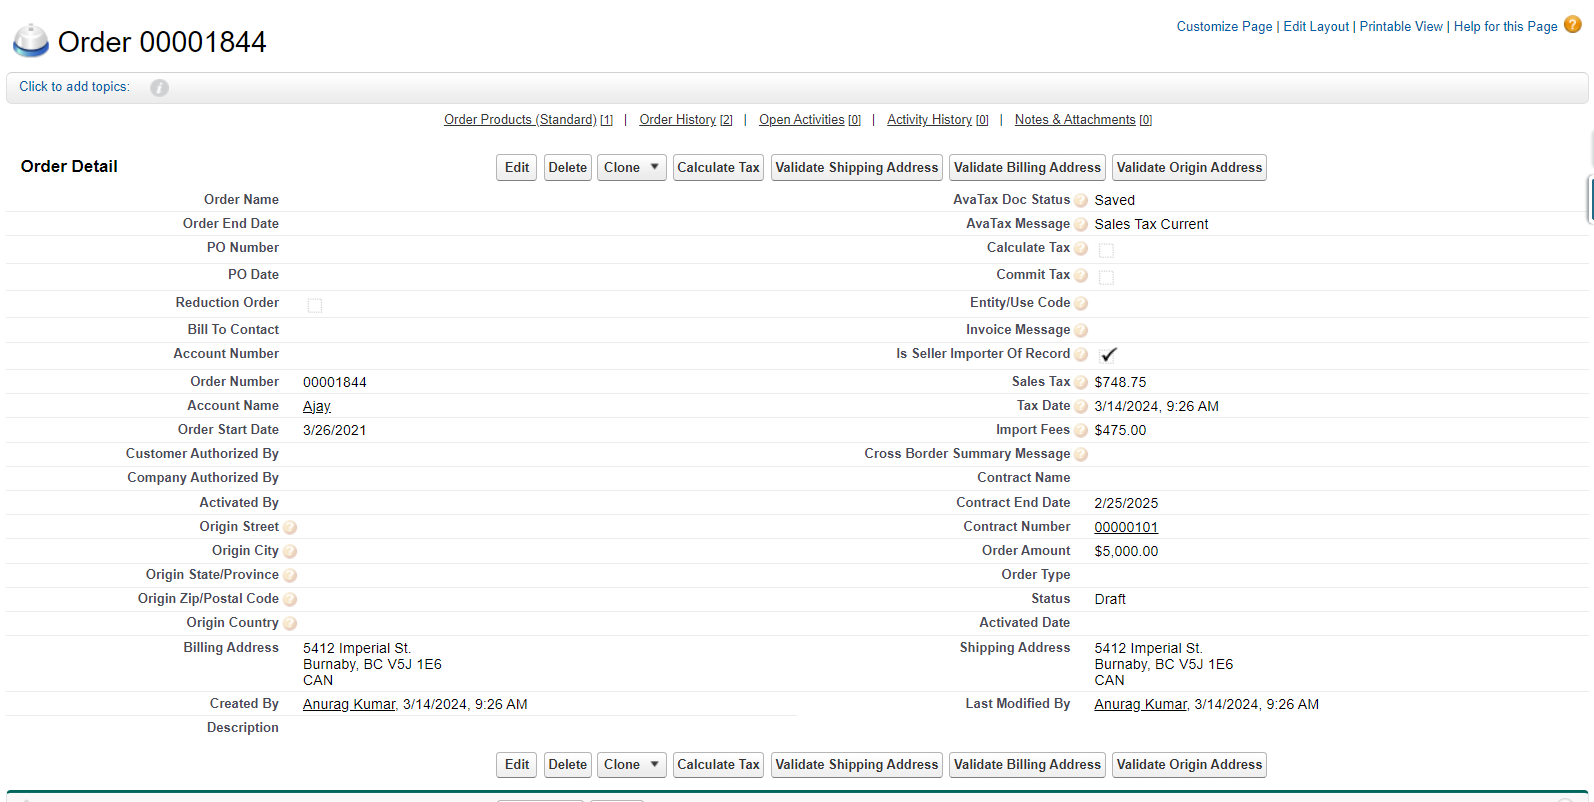 Order 00001844
Customize Page | Edit Layout | Printable View | Help for this Page ?
Click to add topics: i
Order Products (Standard) [1] | Order History [2] | Open Activities [0] | Activity History [0] | Notes & Attachments [0]
Order Detail
Edit Delete Clone Calculate Tax Validate Shipping Address Validate Billing Address Validate Origin Address
Order Name AvaTax Doc Status ? Saved
Order End Date AvaTax Message ? Sales Tax Current
PO Number Calculate Tax ?
PO Date Commit Tax ?
Reduction Order Entity/Use Code ?
Bill To Contact Invoice Message ?
Account Number Is Seller Importer Of Record ?
Order Number 00001844 Sales Tax ? $748.75
Account Name Ajay Tax Date ? 3/14/2024, 9:26 AM
Order Start Date 3/26/2021 Import Fees ? $475.00
Customer Authorized By Cross Border Summary Message ?
Company Authorized By Contract Name
Activated By Contract End Date 2/25/2025
Origin Street ? Contract Number 00000101
Origin City ? Order Amount $5,000.00
Origin State/Province ? Order Type
Origin Zip/Postal Code ? Status Draft
Origin Country ? Activated Date
Billing Address 5412 Imperial St. Shipping Address 5412 Imperial St.
Burnaby, BC V5J 1E6 Burnaby, BC V5J 1E6
CAN CAN
Created By Anurag Kumar, 3/14/2024, 9:26 AM Last Modified By Anurag Kumar, 3/14/2024, 9:26 AM
Description
Edit Delete Clone Calculate Tax Validate Shipping Address Validate Billing Address Validate Origin Address